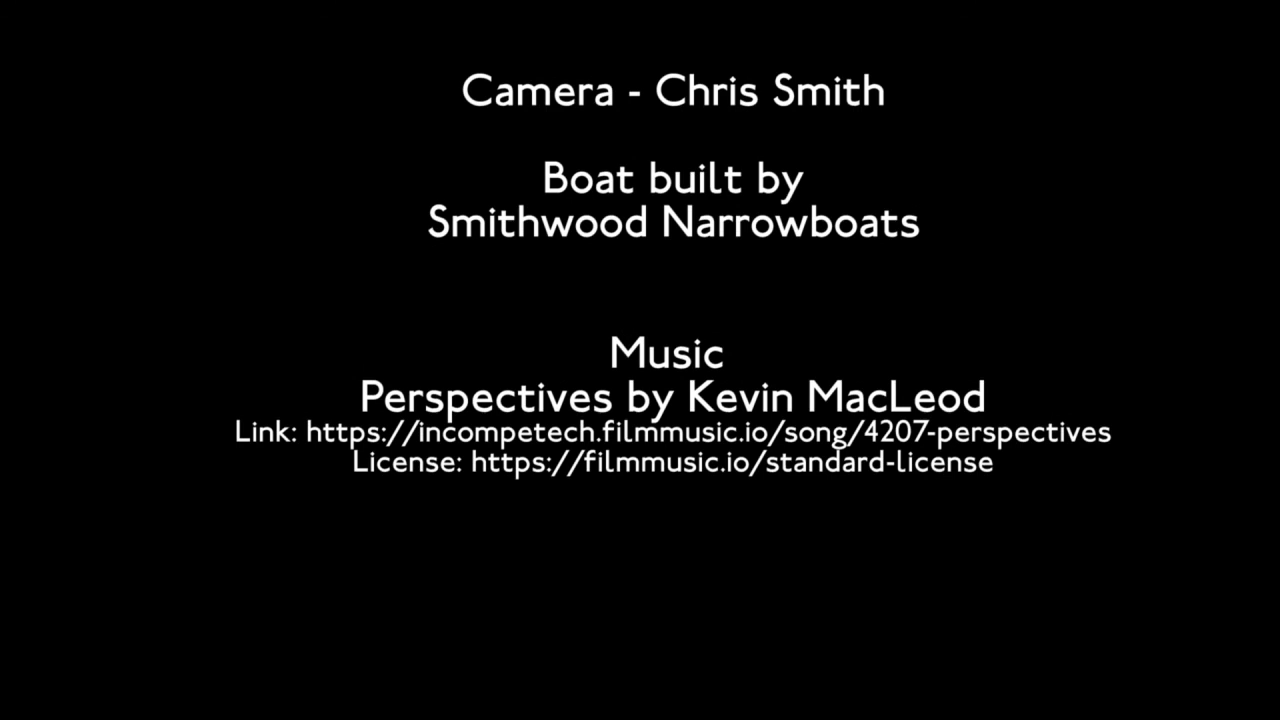 Camera - Chris Smith
Boat built by
Smithwood Narrowboats
Music
Perspectives by Kevin MacLeod
Link: https://incompetech.filmmusic.io/song/4207-perspectives
License: https://filmmusic.io/standard-license